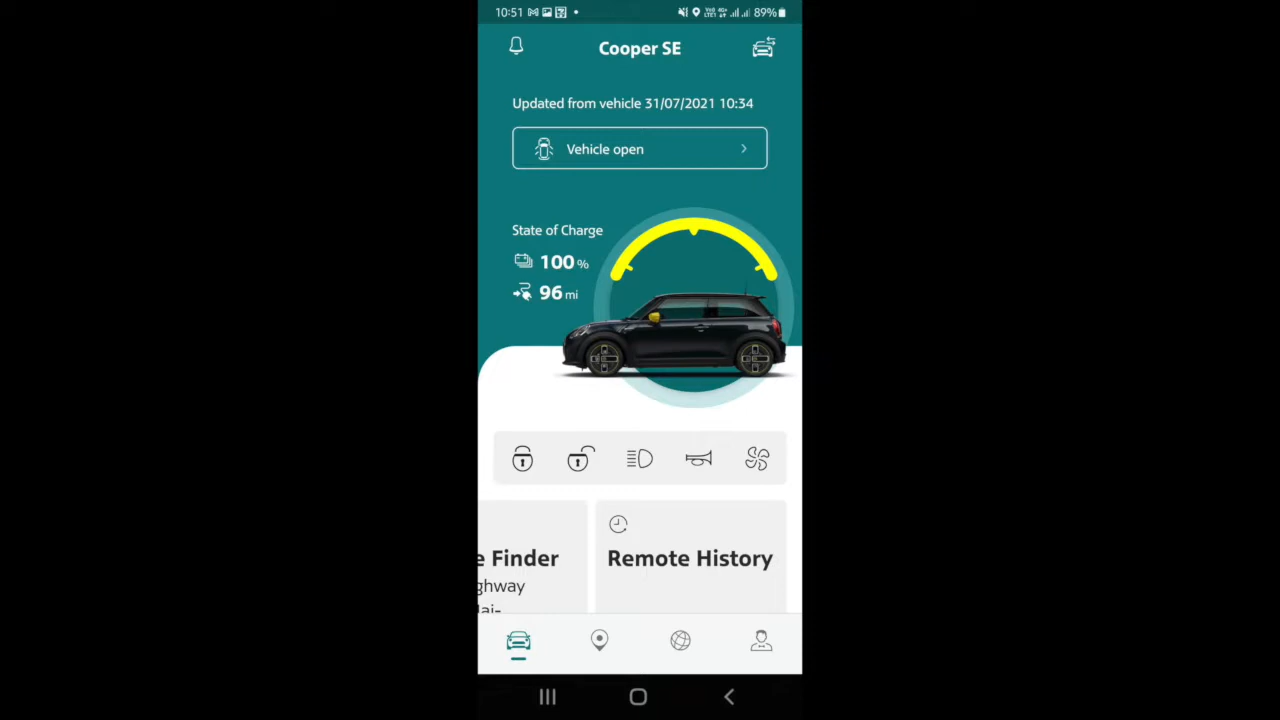 10:51 89%
Cooper SE
Updated from vehicle 31/07/2021 10:34
Vehicle open
State of Charge
100 %
96 mi
e Finder
Remote History
ghway